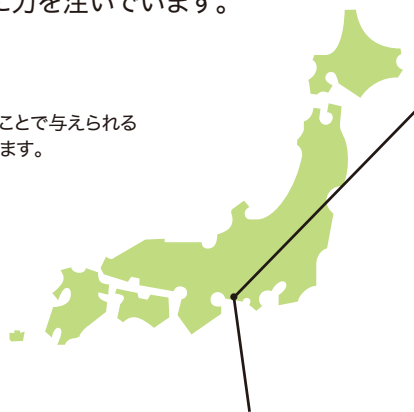 に力を注いでいます。
ことで与えられる
ます。